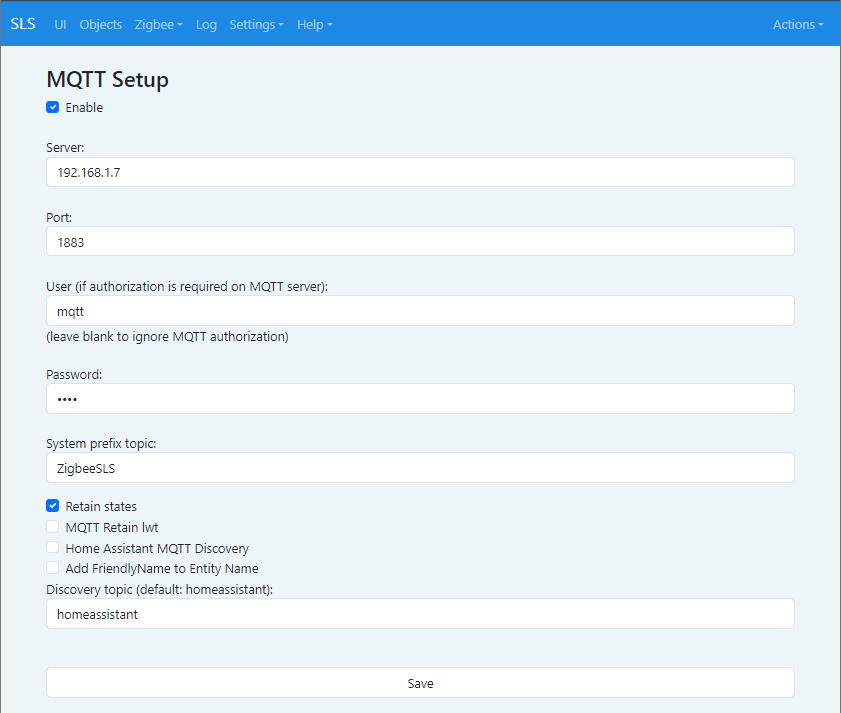 SLS UI Objects Zigbee Log Settings Help Actions
MQTT Setup
Enable
Server:
192.168.1.7
Port:
1883
User (if authorization is required on MQTT server):
mqtt
(leave blank to ignore MQTT authorization)
Password:
••••
System prefix topic:
ZigbeeSLS
Retain states
MQTT Retain lwt
Home Assistant MQTT Discovery
Add FriendlyName to Entity Name
Discovery topic (default: homeassistant):
homeassistant
Save